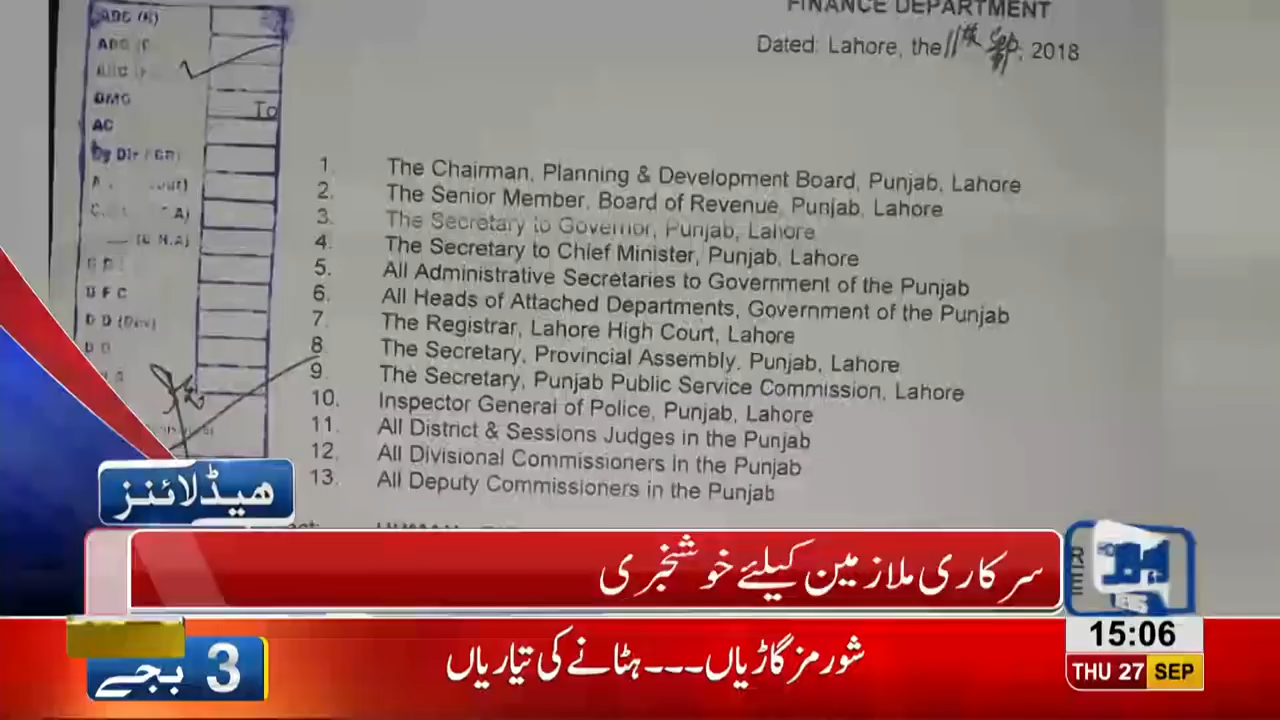 FINANCE DEPARTMENT
Dated: Lahore, the 11th Sep, 2018
ADC (R)
DMO
AC
To
1. The Chairman, Planning & Development Board, Punjab, Lahore
2. The Senior Member, Board of Revenue, Punjab, Lahore
3. The Secretary to Governor, Punjab, Lahore
4. The Secretary to Chief Minister, Punjab, Lahore
5. All Administrative Secretaries to Government of the Punjab
6. All Heads of Attached Departments, Government of the Punjab
7. The Registrar, Lahore High Court, Lahore
8. The Secretary, Provincial Assembly, Punjab, Lahore
9. The Secretary, Punjab Public Service Commission, Lahore
10. Inspector General of Police, Punjab, Lahore
11. All District & Sessions Judges in the Punjab
12. All Divisional Commissioners in the Punjab
13. All Deputy Commissioners in the Punjab
D F C
D D (Dev)
ہیڈلائنز
سرکاری ملازمین کیلئے خوشخبری
3 بجے
شورمز گاڑیاں۔۔۔ہٹانے کی تیاریاں
15:06
THU 27 SEP